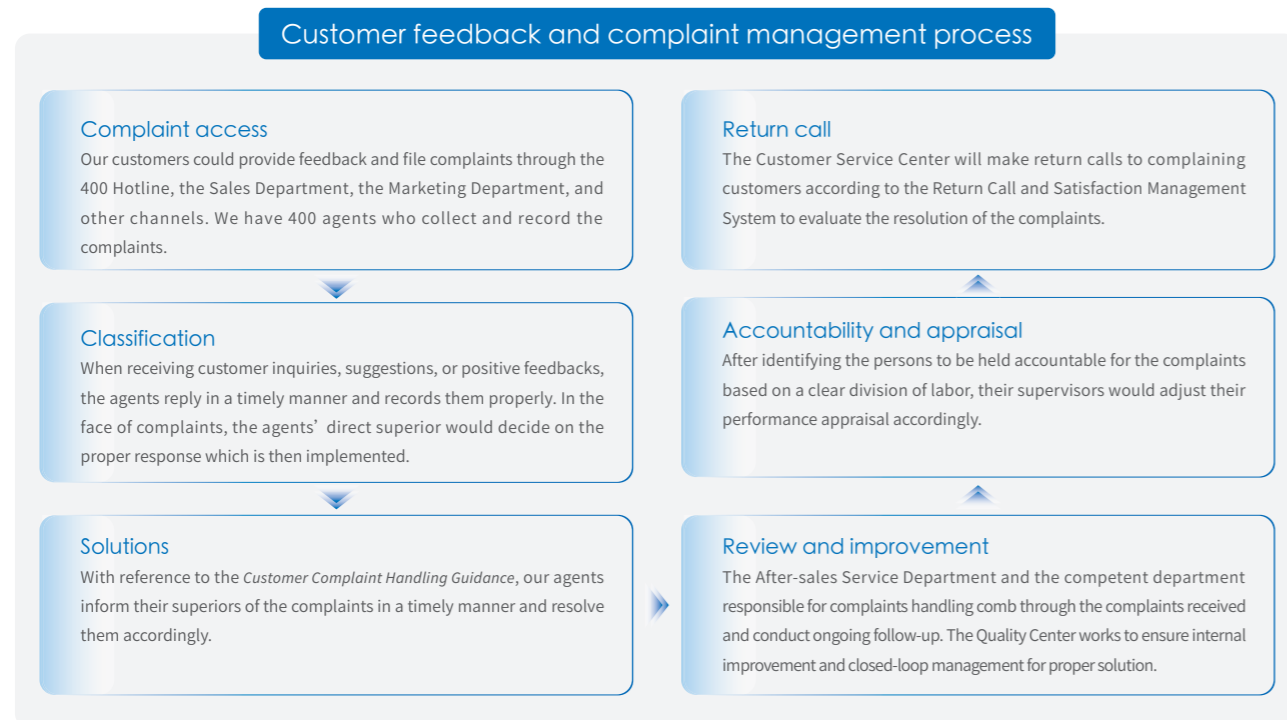 Customer feedback and complaint management process
Complaint access
Our customers could provide feedback and file complaints through the
400 Hotline, the Sales Department, the Marketing Department, and
other channels. We have 400 agents who collect and record the
complaints.
Classification
When receiving customer inquiries, suggestions, or positive feedbacks,
the agents reply in a timely manner and records them properly. In the
face of complaints, the agents’ direct superior would decide on the
proper response which is then implemented.
Solutions
With reference to the Customer Complaint Handling Guidance, our agents
inform their superiors of the complaints in a timely manner and resolve
them accordingly.
Review and improvement
The After-sales Service Department and the competent department
responsible for complaints handling comb through the complaints received
and conduct ongoing follow-up. The Quality Center works to ensure internal
improvement and closed-loop management for proper solution.
Accountability and appraisal
After identifying the persons to be held accountable for the complaints
based on a clear division of labor, their supervisors would adjust their
performance appraisal accordingly.
Return call
The Customer Service Center will make return calls to complaining
customers according to the Return Call and Satisfaction Management
System to evaluate the resolution of the complaints.